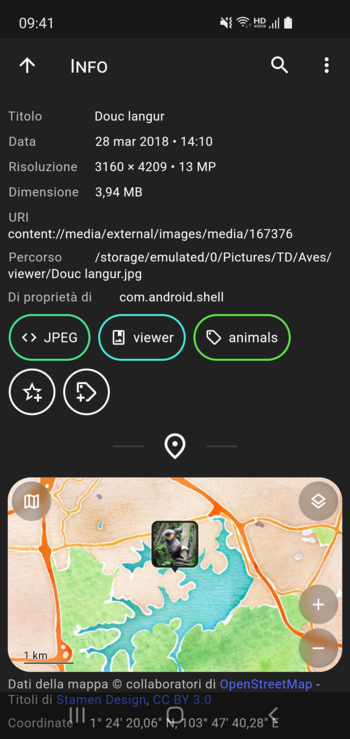 09:41
HD
VOICE
INFO
Titolo Douc langur
Data 28 mar 2018 • 14:10
Risoluzione 3160 × 4209 • 13 MP
Dimensione 3,94 MB
URI
content://media/external/images/media/167376
Percorso /storage/emulated/0/Pictures/TD/Aves/
viewer/Douc langur.jpg
Di proprietà di com.android.shell
JPEG viewer animals
1 km
Dati della mappa © collaboratori di OpenStreetMap -
Titoli di Stamen Design, CC BY 3.0
Coordinate 1° 24′ 20,06″ N, 103° 47′ 40,28″ E